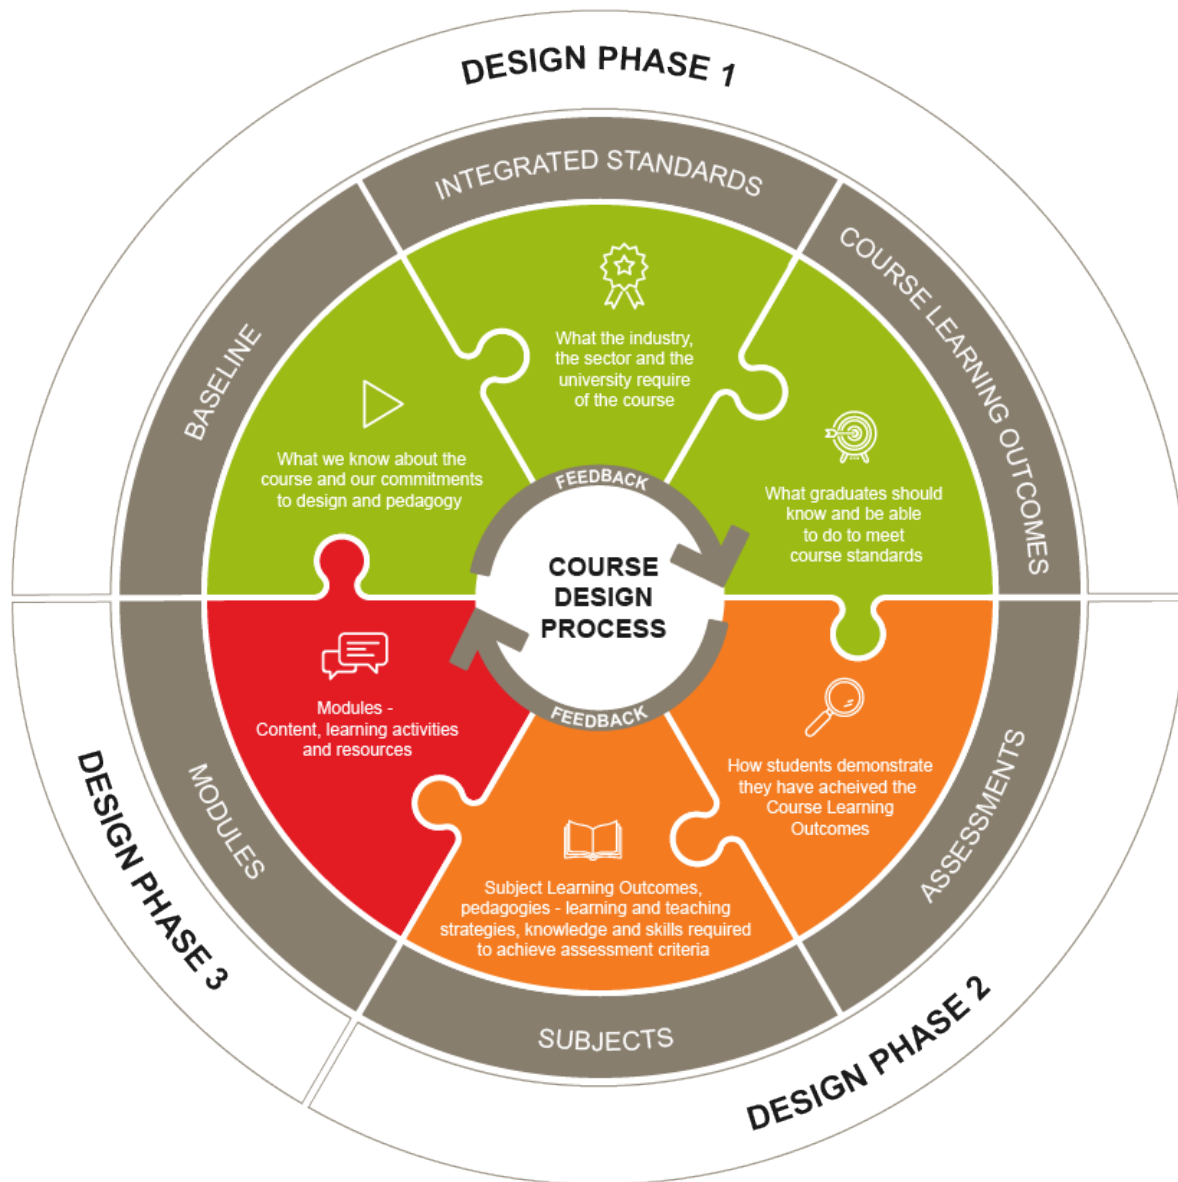 DESIGN PHASE 1
INTEGRATED STANDARDS
COURSE LEARNING OUTCOMES
BASELINE
What the industry,
the sector and the
university require
of the course
What we know about the
course and our commitments
to design and pedagogy
What graduates should
know and be able
to do to meet
course standards
FEEDBACK
COURSE
DESIGN
PROCESS
FEEDBACK
Modules -
Content, learning activities
and resources
How students demonstrate
they have acheived the
Course Learning
Outcomes
Subject Learning Outcomes,
pedagogies - learning and teaching
strategies, knowledge and skills required
to achieve assessment criteria
MODULES
ASSESSMENTS
SUBJECTS
DESIGN PHASE 3
DESIGN PHASE 2